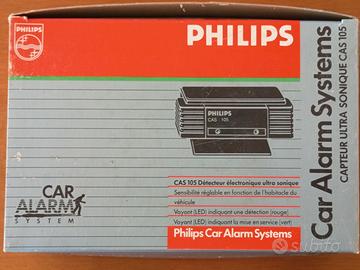 PHILIPS
PHILIPS
PHILIPS
CAS 105
CAS 105 Détecteur électronique ultra sonique
Sensibilité réglable en fonction de l'habitacle du
véhicule
Voyant (LED) indiquant une détection (rouge)
Voyant (LED) indiquant la mise en service (vert)
Philips Car Alarm Systems
CAR
ALARM
SYSTEM
Car Alarm Systems
CAPTEUR ULTRA SONIQUE CAS 105
subito